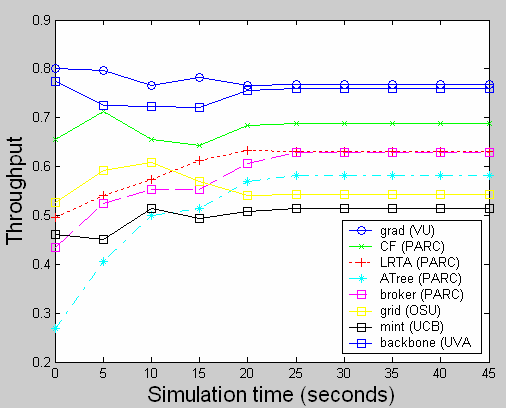 0.9
0.8
0.7
0.6
0.5
0.4
0.3
0.2
Throughput
grad (VU)
CF (PARC)
LRTA (PARC)
ATree (PARC)
broker (PARC)
grid (OSU)
mint (UCB)
backbone (UVA
0 5 10 15 20 25 30 35 40 45
Simulation time (seconds)